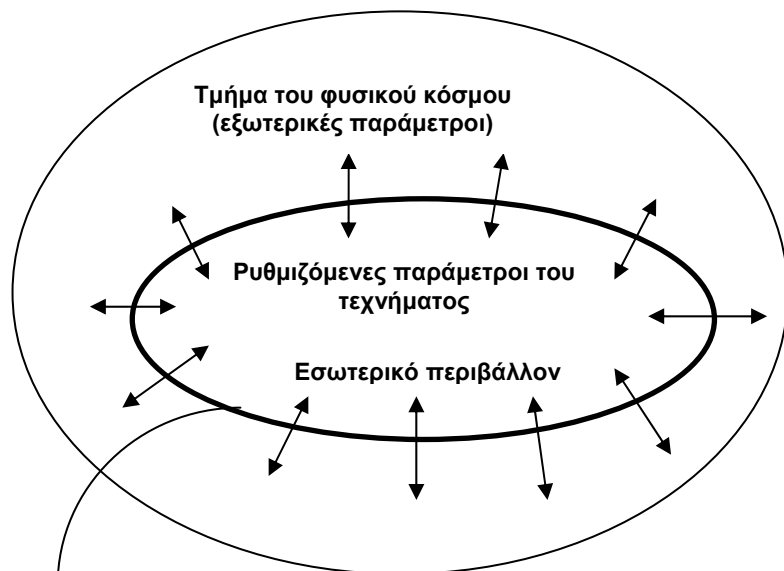 Τμήμα του φυσικού κόσμου
(εξωτερικές παράμετροι)
Ρυθμιζόμενες παράμετροι του
τεχνήματος
Εσωτερικό περιβάλλον